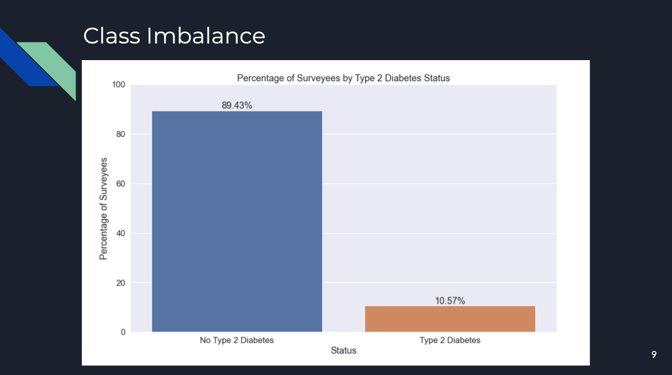 Class Imbalance
Percentage of Surveyees by Type 2 Diabetes Status
100
80
60
40
20
0
Percentage of Surveyees
89.43%
10.57%
No Type 2 Diabetes
Type 2 Diabetes
Status
9